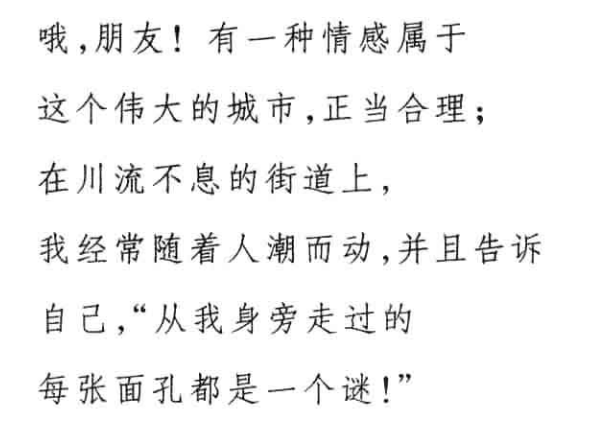 哦,朋友! 有一种情感属于
这个伟大的城市,正当合理;
在川流不息的街道上,
我经常随着人潮而动,并且告诉
自己,“从我身旁走过的
每张面孔都是一个谜!”